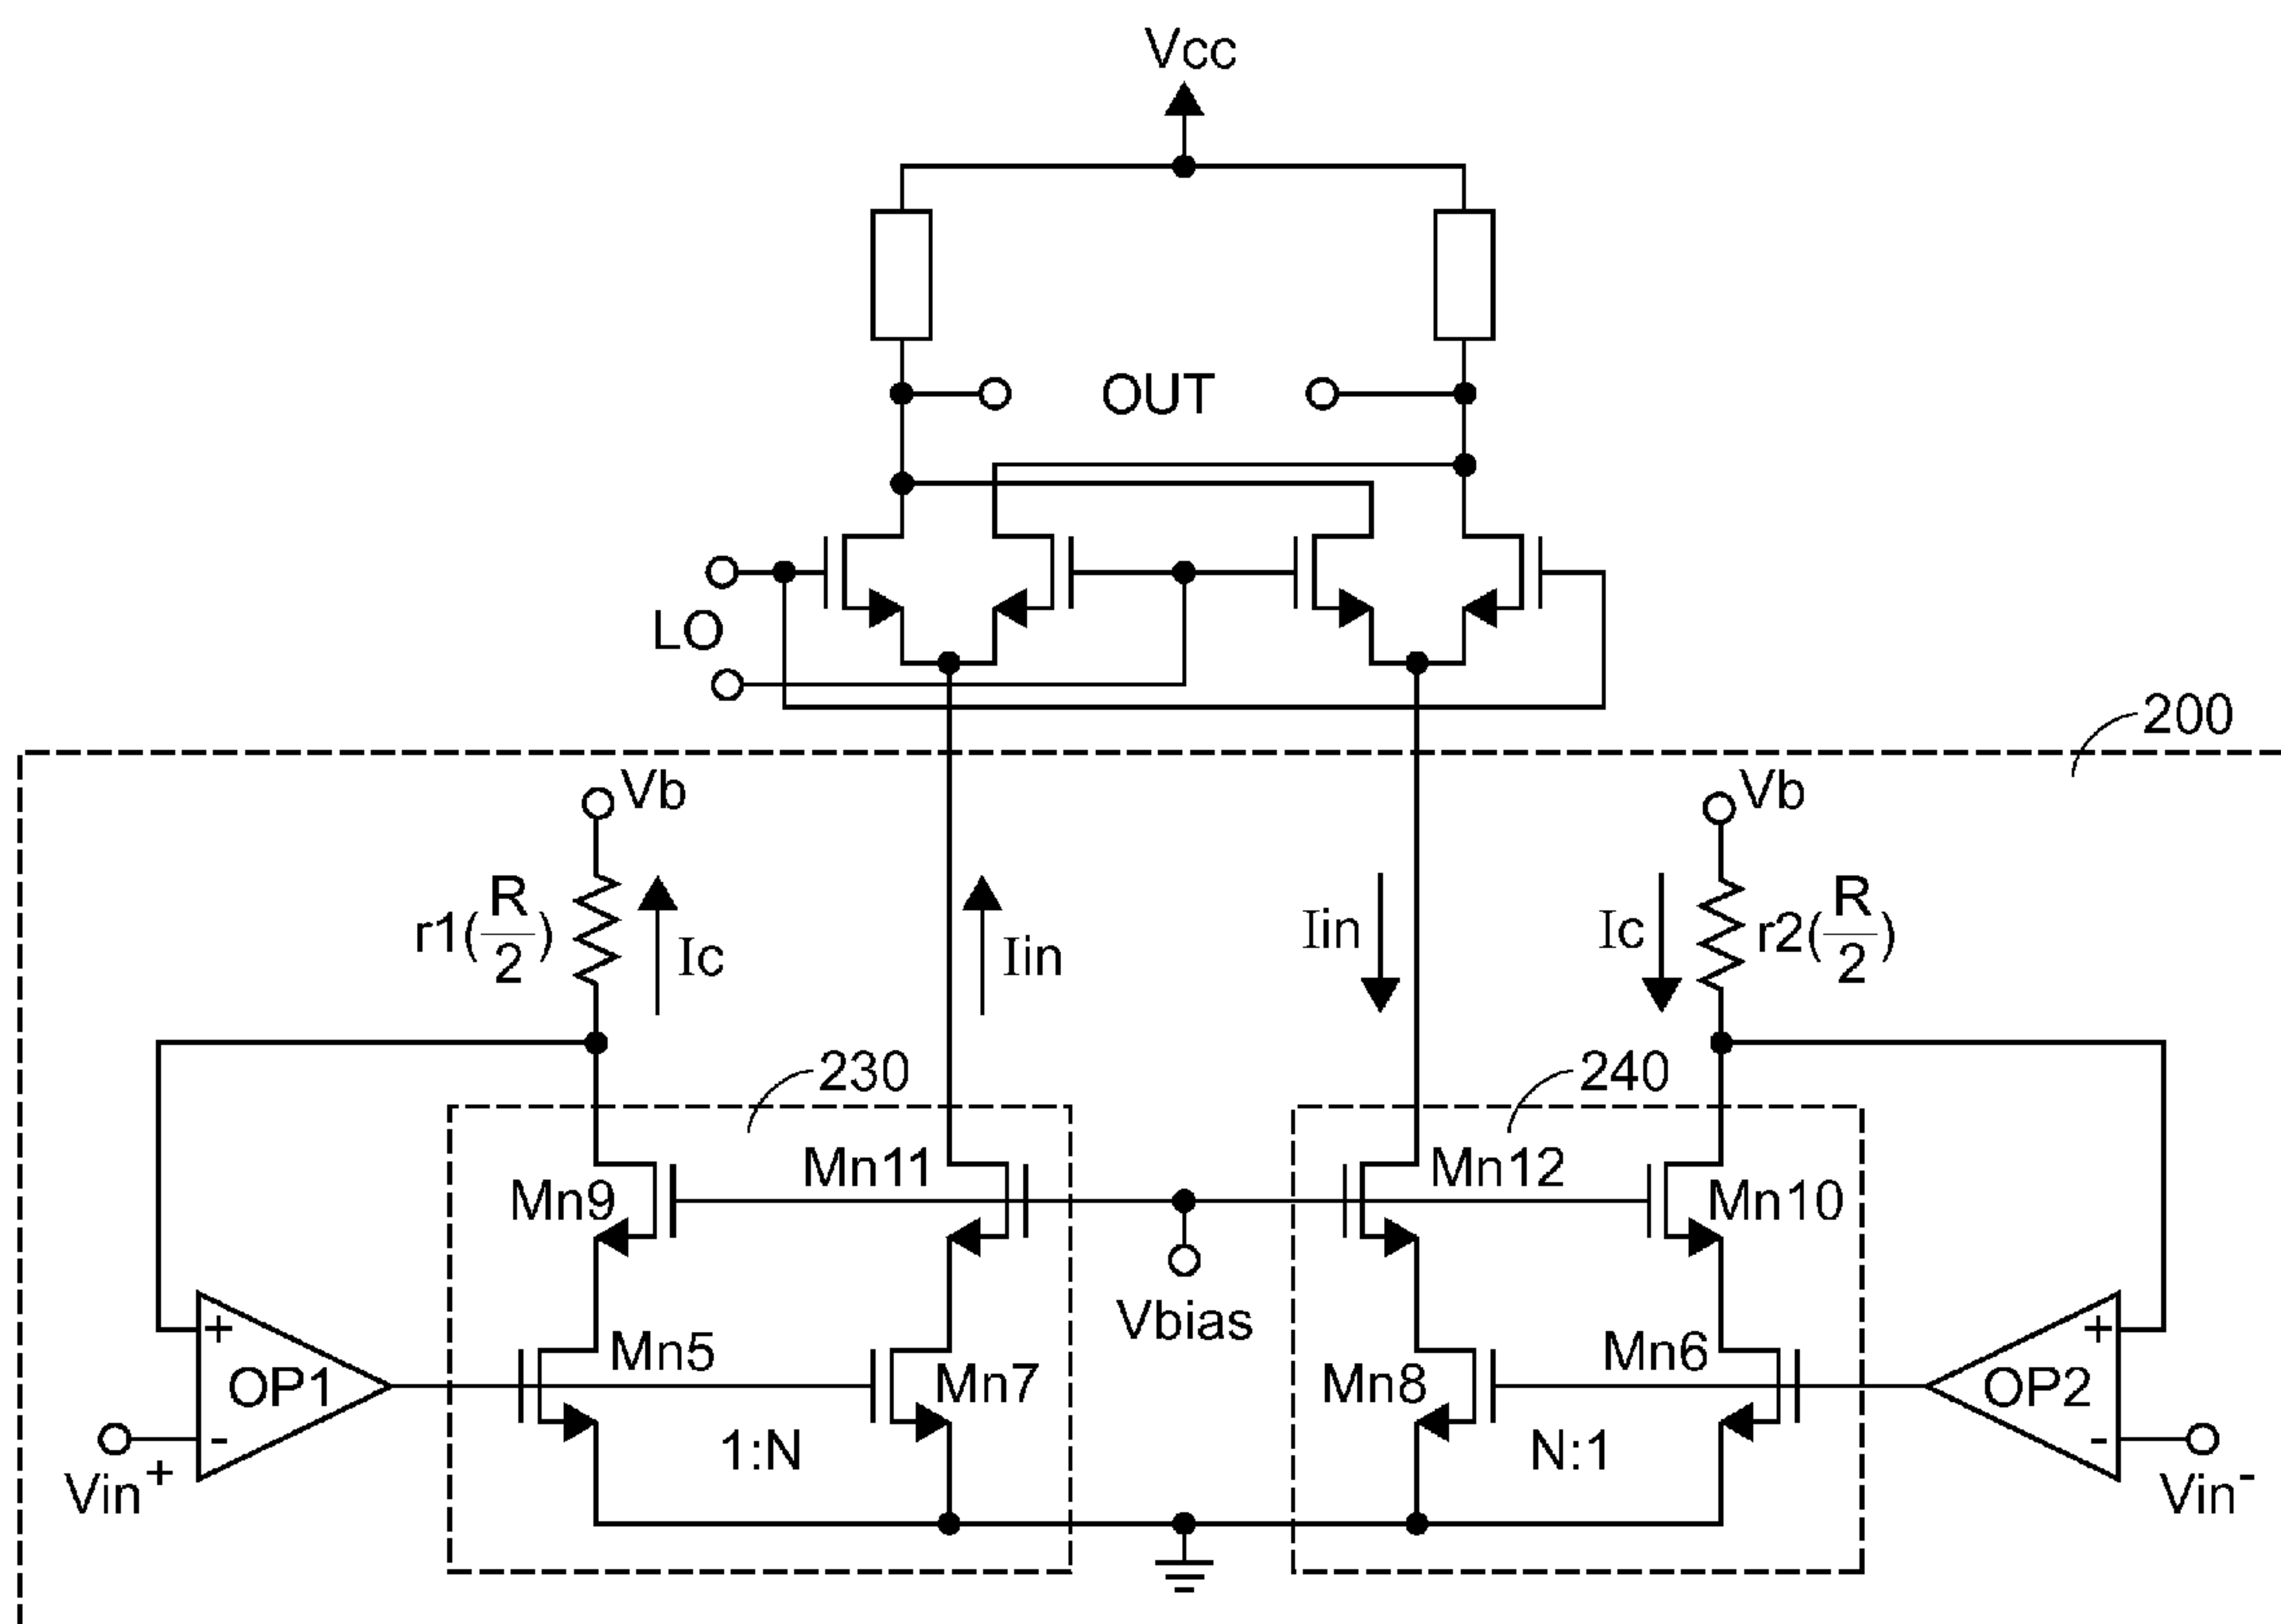 Vcc
OUT
LO
200
Vb
Vb
r1(R/2)
Ic
Iin
Iin
Ic
r2(R/2)
230
240
Mn9
Mn11
Mn12
Mn10
Vbias
+
OP1
-
Vin+
Mn5
Mn7
1:N
Mn8
Mn6
N:1
+
OP2
-
Vin-